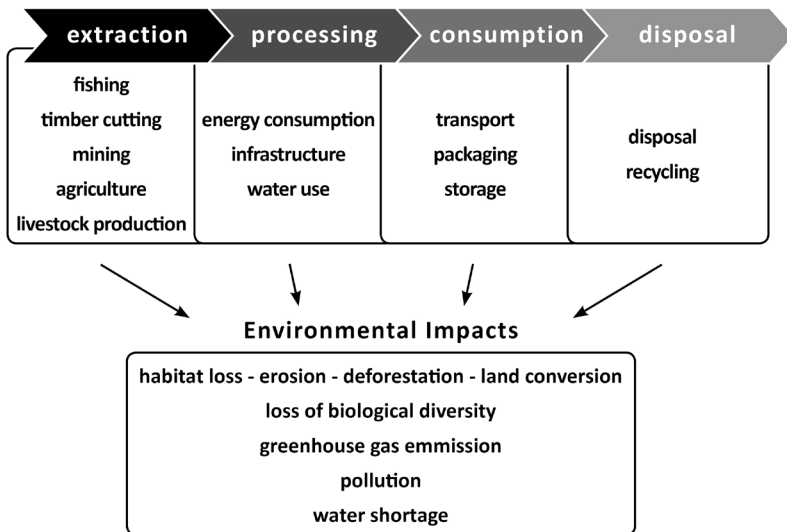 extraction
processing
consumption
disposal
fishing
timber cutting
mining
agriculture
livestock production
energy consumption
infrastructure
water use
transport
packaging
storage
disposal
recycling
Environmental Impacts
habitat loss - erosion - deforestation - land conversion
loss of biological diversity
greenhouse gas emmission
pollution
water shortage